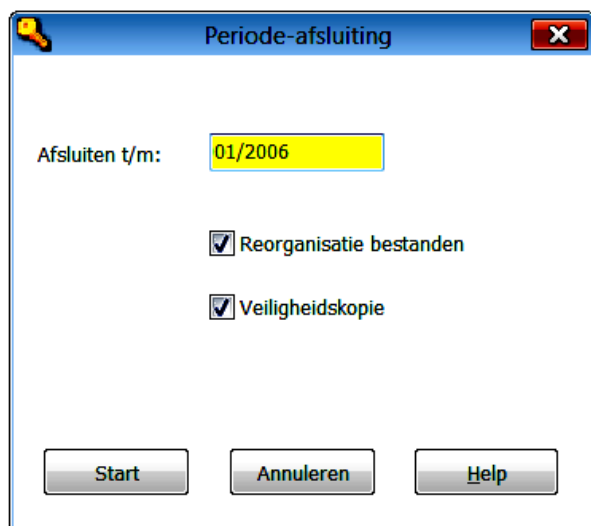 Periode-afsluiting
Afsluiten t/m: 01/2006
Reorganisatie bestanden
Veiligheidskopie
Start Annuleren Help